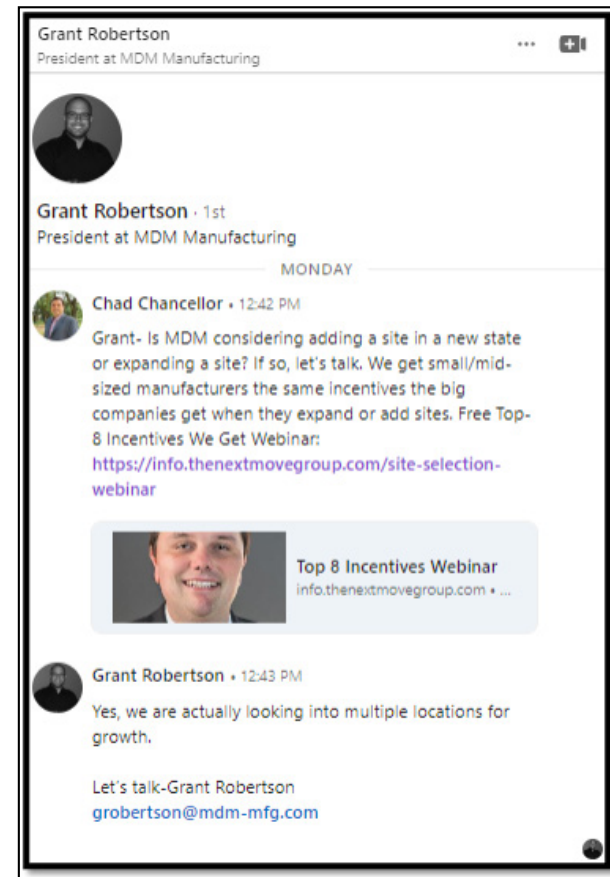 Grant Robertson
President at MDM Manufacturing
Grant Robertson · 1st
President at MDM Manufacturing
MONDAY
Chad Chancellor • 12:42 PM
Grant- Is MDM considering adding a site in a new state
or expanding a site? If so, let's talk. We get small/mid-
sized manufacturers the same incentives the big
companies get when they expand or add sites. Free Top-
8 Incentives We Get Webinar:
https://info.thenextmovegroup.com/site-selection-
webinar
Top 8 Incentives Webinar
info.thenextmovegroup.com • ...
Grant Robertson • 12:43 PM
Yes, we are actually looking into multiple locations for
growth.
Let's talk-Grant Robertson
grobertson@mdm-mfg.com